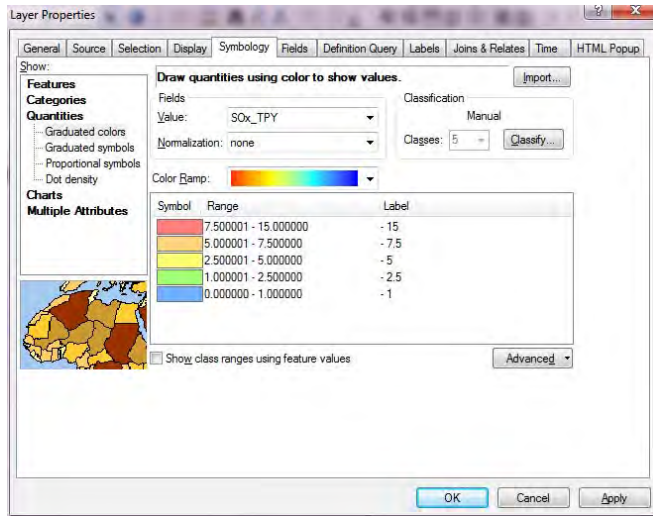 Layer Properties
?
General Source Selection Display Symbology Fields Definition Query Labels Joins & Relates Time HTML Popup
Show:
Features
Categories
Quantities
Graduated colors
Graduated symbols
Proportional symbols
Dot density
Charts
Multiple Attributes
Draw quantities using color to show values.
Import...
Fields
Value: SOx_TPY
Normalization: none
Classification
Manual
Classes: 5 Classify...
Color Ramp:
Symbol Range Label
7.500001 - 15.000000 - 15
5.000001 - 7.500000 - 7.5
2.500001 - 5.000000 - 5
1.000001 - 2.500000 - 2.5
0.000000 - 1.000000 - 1
Show class ranges using feature values
Advanced
OK Cancel Apply